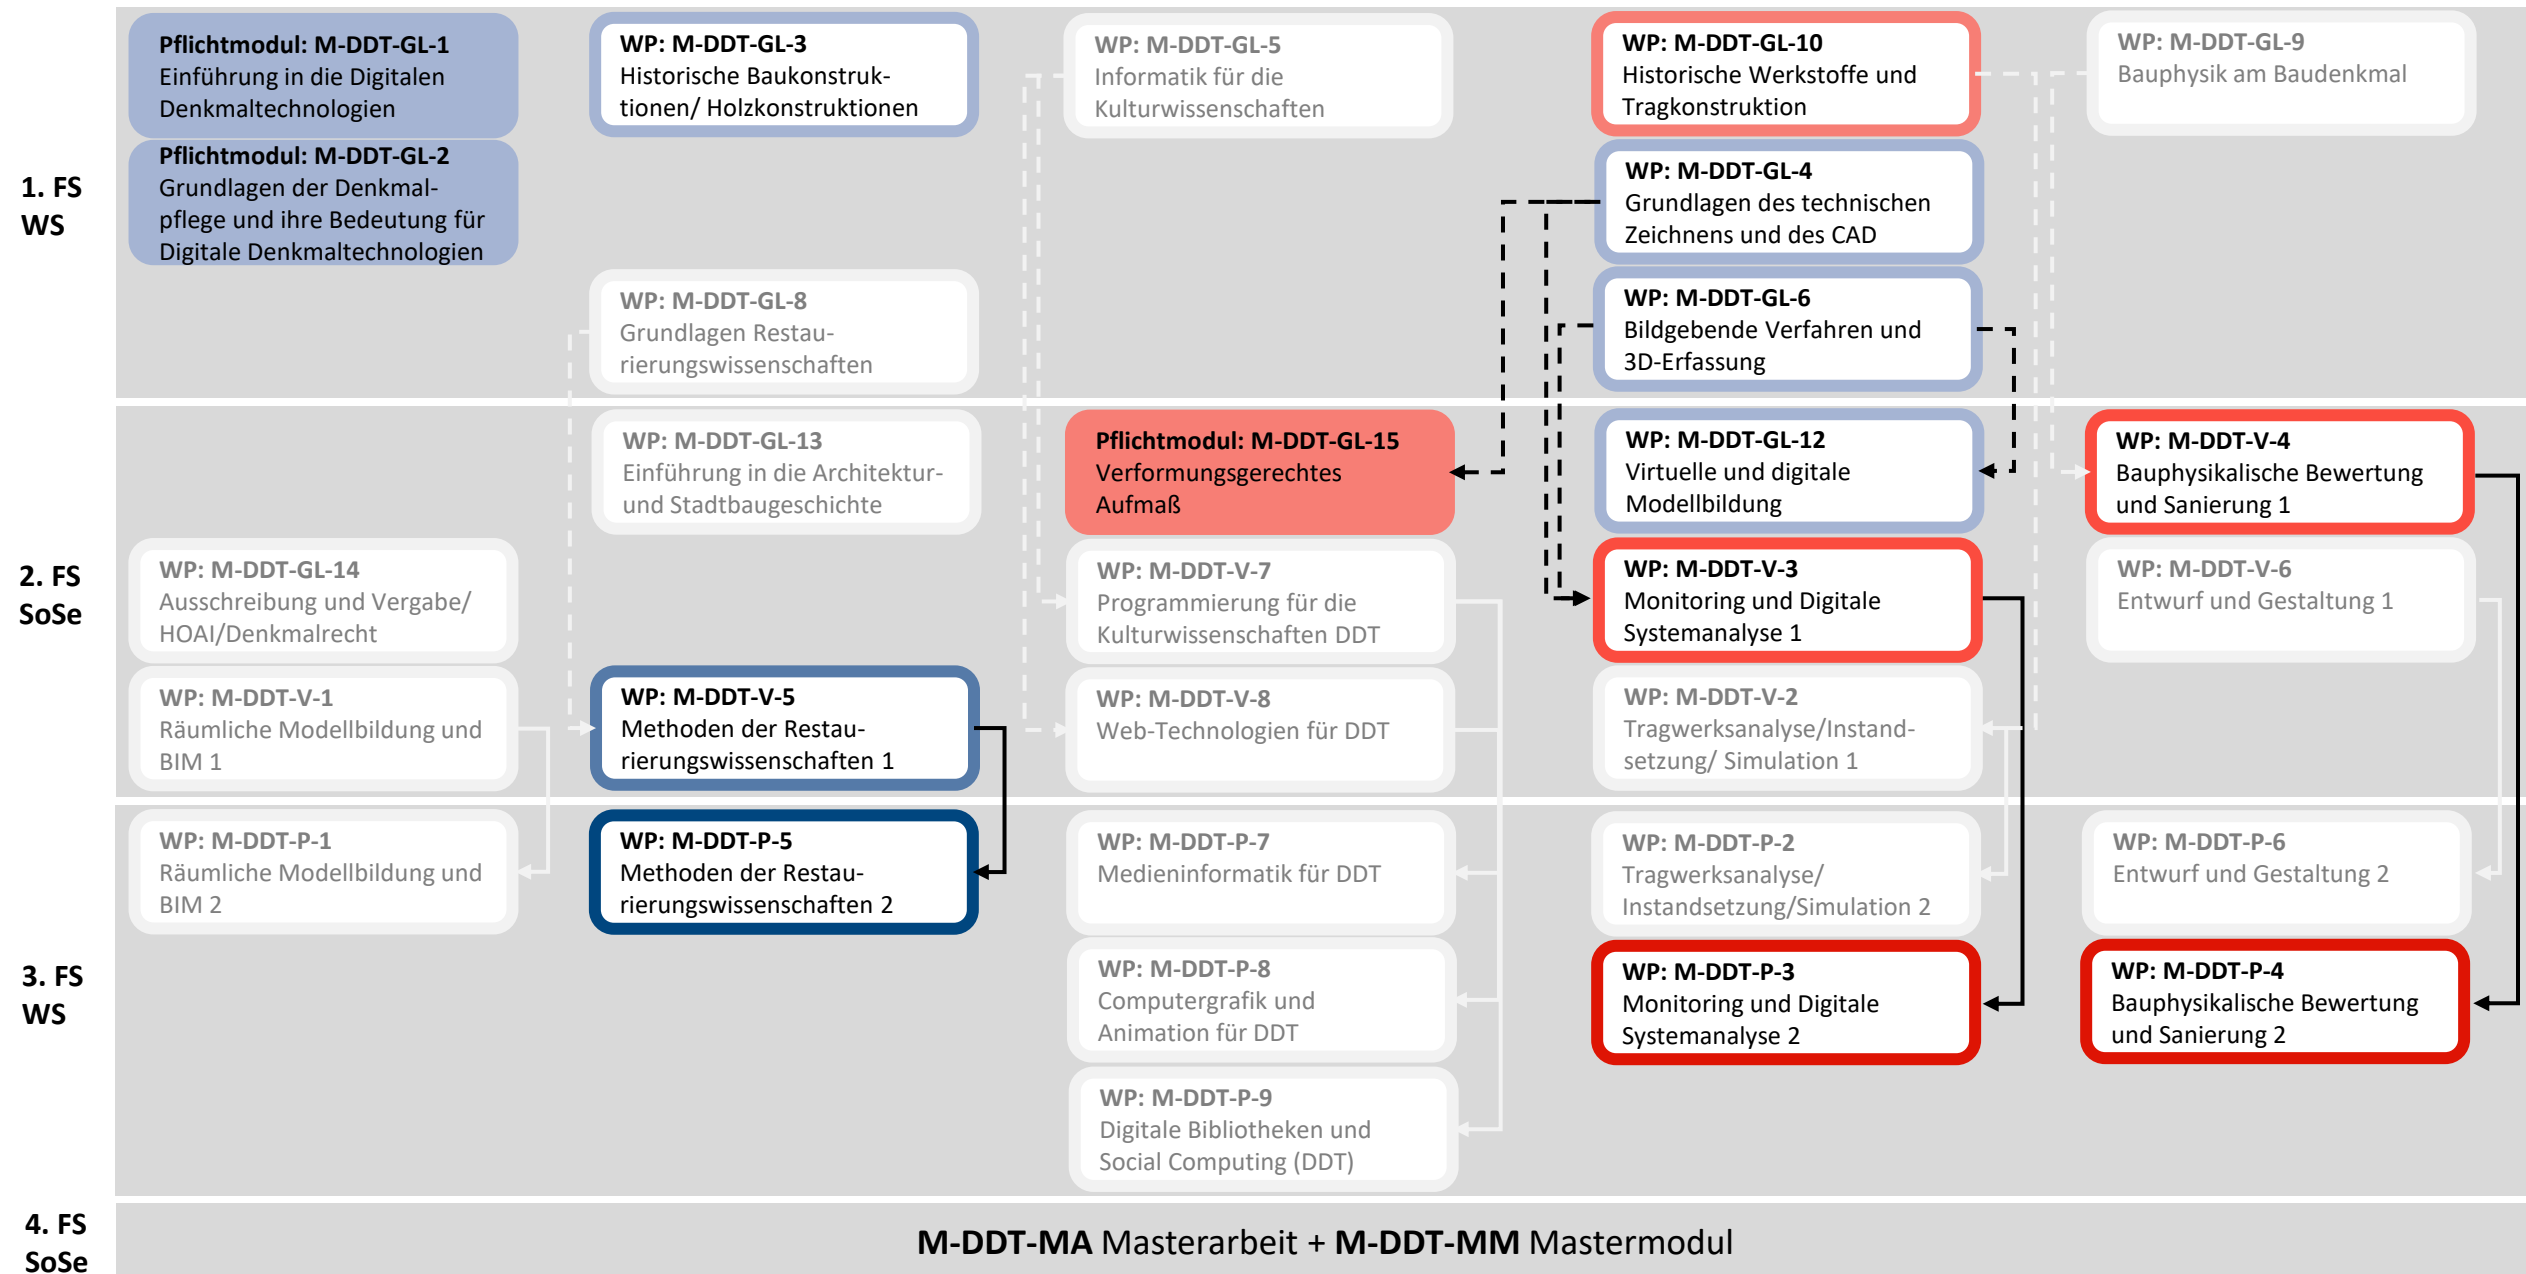 1. FS
WS
Pflichtmodul: M-DDT-GL-1
Einführung in die Digitalen
Denkmaltechnologien
Pflichtmodul: M-DDT-GL-2
Grundlagen der Denkmal-
pflege und ihre Bedeutung für
Digitale Denkmaltechnologien
WP: M-DDT-GL-3
Historische Baukonstruk-
tionen/ Holzkonstruktionen
WP: M-DDT-GL-8
Grundlagen Restau-
rierungswissenschaften
WP: M-DDT-GL-5
Informatik für die
Kulturwissenschaften
WP: M-DDT-GL-10
Historische Werkstoffe und
Tragkonstruktion
WP: M-DDT-GL-4
Grundlagen des technischen
Zeichnens und des CAD
WP: M-DDT-GL-6
Bildgebende Verfahren und
3D-Erfassung
WP: M-DDT-GL-9
Bauphysik am Baudenkmal
2. FS
SoSe
WP: M-DDT-GL-14
Ausschreibung und Vergabe/
HOAI/Denkmalrecht
WP: M-DDT-V-1
Räumliche Modellbildung und
BIM 1
WP: M-DDT-GL-13
Einführung in die Architektur-
und Stadtbaugeschichte
WP: M-DDT-V-5
Methoden der Restau-
rierungswissenschaften 1
Pflichtmodul: M-DDT-GL-15
Verformungsgerechtes
Aufmaß
WP: M-DDT-V-7
Programmierung für die
Kulturwissenschaften DDT
WP: M-DDT-V-8
Web-Technologien für DDT
WP: M-DDT-GL-12
Virtuelle und digitale
Modellbildung
WP: M-DDT-V-3
Monitoring und Digitale
Systemanalyse 1
WP: M-DDT-V-2
Tragwerksanalyse/Instand-
setzung/ Simulation 1
WP: M-DDT-V-4
Bauphysikalische Bewertung
und Sanierung 1
WP: M-DDT-V-6
Entwurf und Gestaltung 1
3. FS
WS
WP: M-DDT-P-1
Räumliche Modellbildung und
BIM 2
WP: M-DDT-P-5
Methoden der Restau-
rierungswissenschaften 2
WP: M-DDT-P-7
Medieninformatik für DDT
WP: M-DDT-P-8
Computergrafik und
Animation für DDT
WP: M-DDT-P-9
Digitale Bibliotheken und
Social Computing (DDT)
WP: M-DDT-P-2
Tragwerksanalyse/
Instandsetzung/Simulation 2
WP: M-DDT-P-3
Monitoring und Digitale
Systemanalyse 2
WP: M-DDT-P-6
Entwurf und Gestaltung 2
WP: M-DDT-P-4
Bauphysikalische Bewertung
und Sanierung 2
4. FS
SoSe
M-DDT-MA Masterarbeit + M-DDT-MM Mastermodul